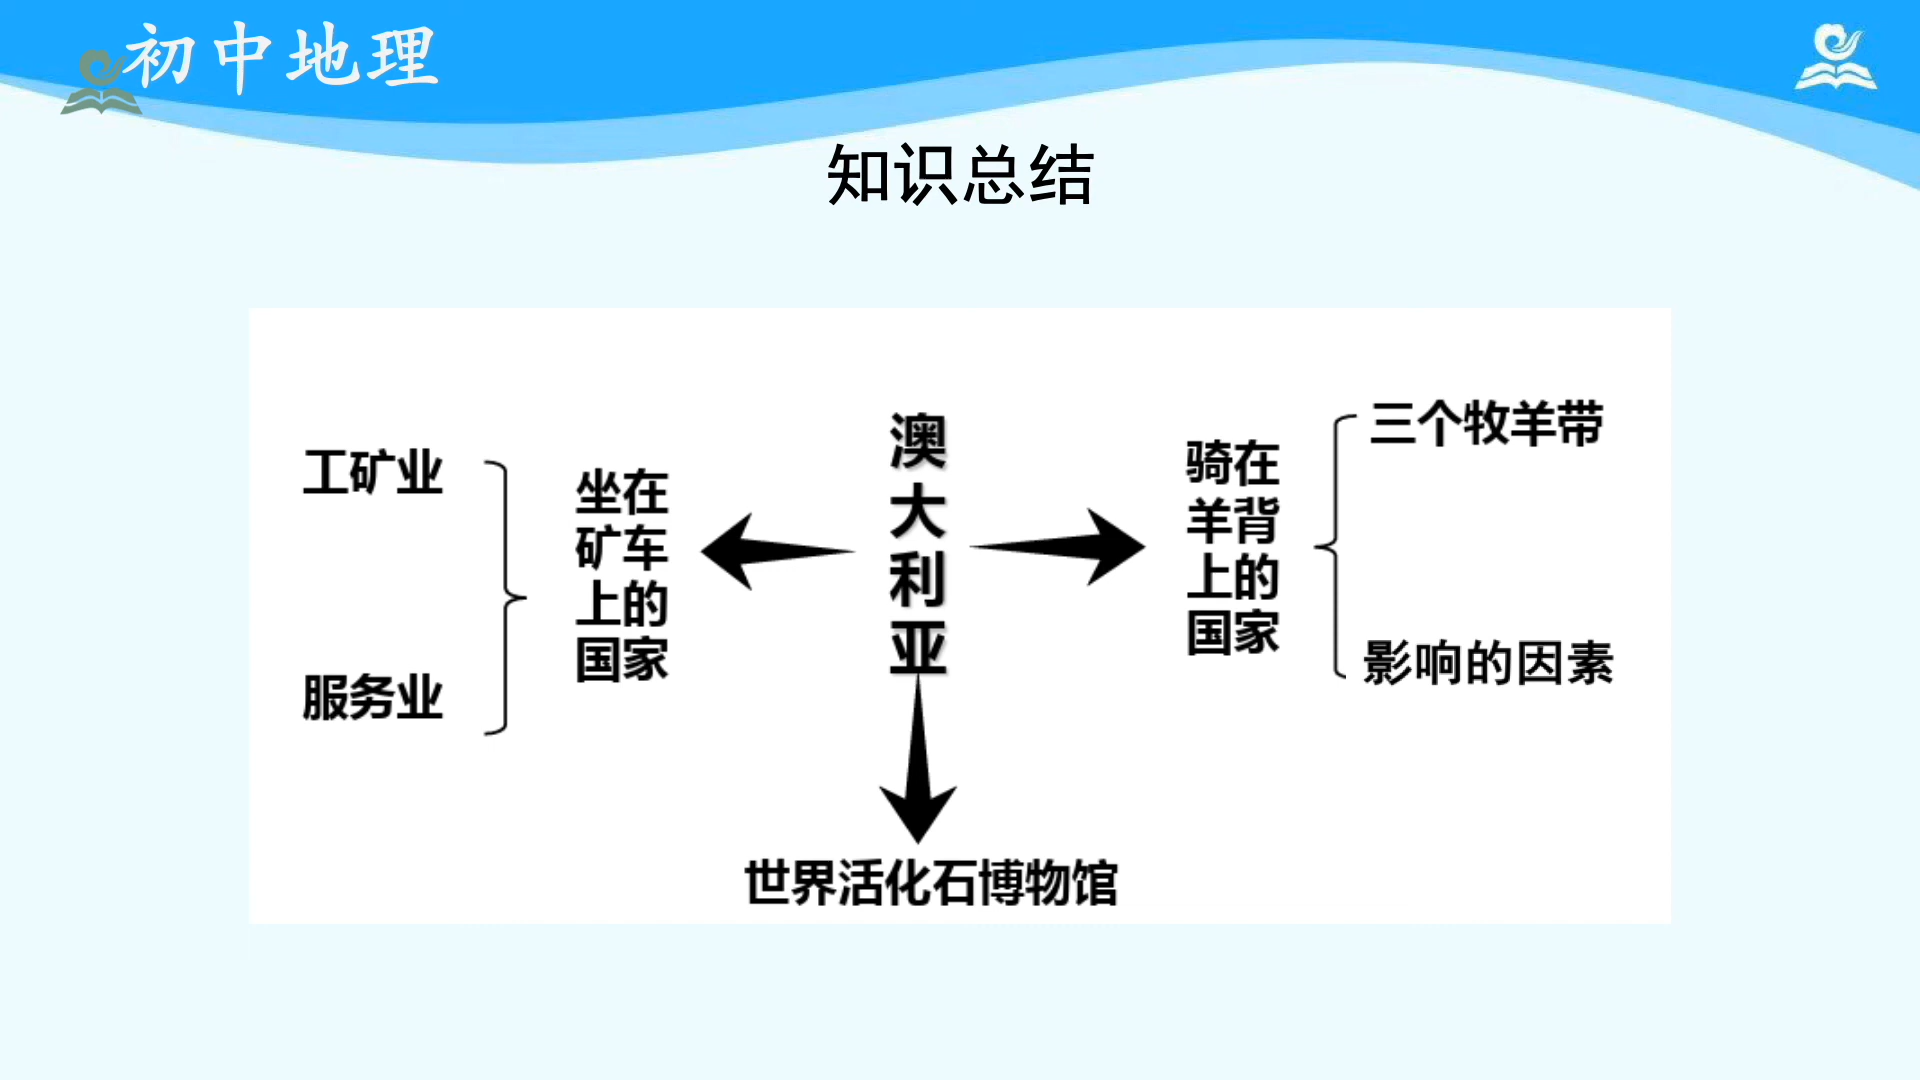 初中地理
知识总结
工矿业
服务业
坐在
矿车
上的
国家
澳
大
利
亚
骑在
羊背
上的
国家
三个牧羊带
影响的因素
世界活化石博物馆